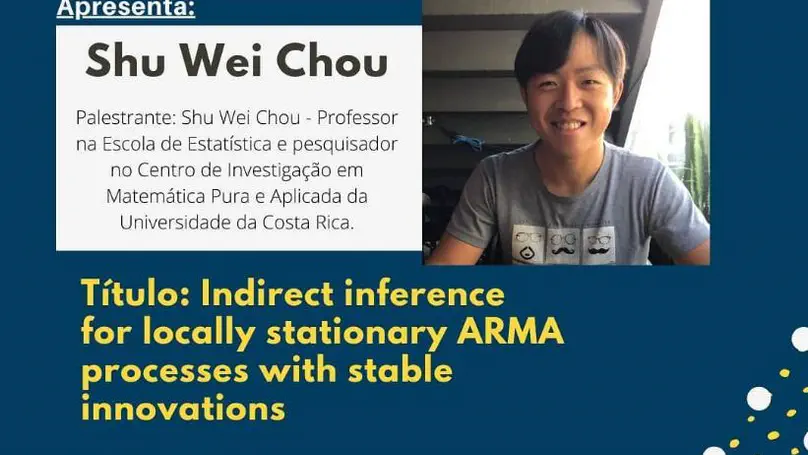 Apresenta:
Shu Wei Chou
Palestrante: Shu Wei Chou - Professor
na Escola de Estatística e pesquisador
no Centro de Investigação em
Matemática Pura e Aplicada da
Universidade da Costa Rica.
Título: Indirect inference
for locally stationary ARMA
processes with stable
innovations